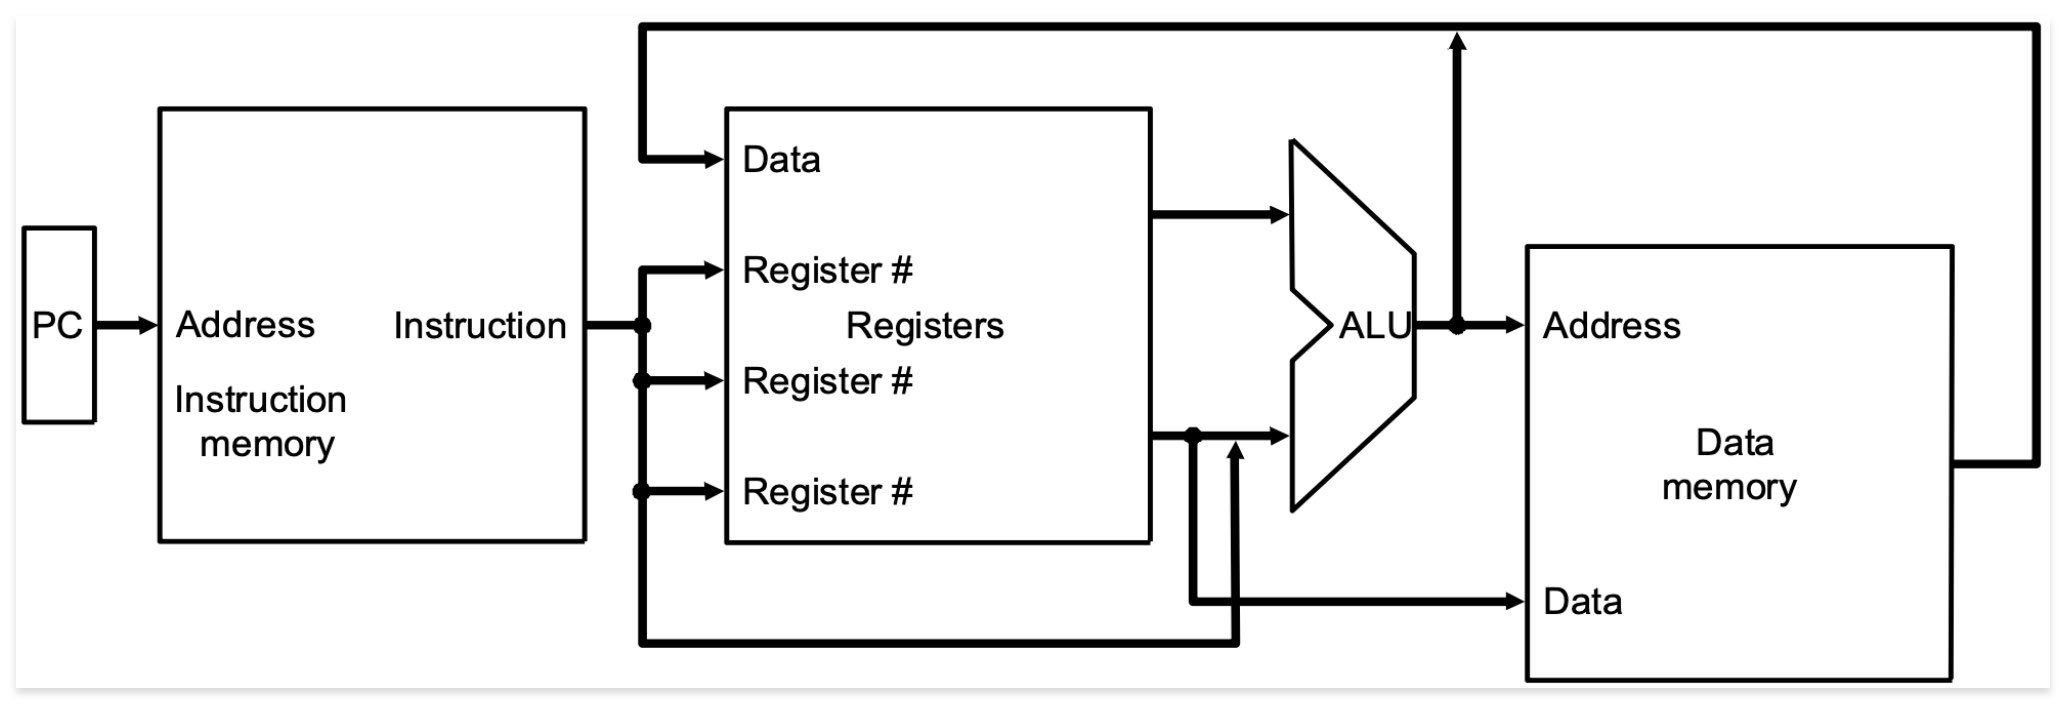 PC
Address
Instruction
Instruction
memory
Data
Register #
Registers
Register #
Register #
ALU
Address
Data
memory
Data